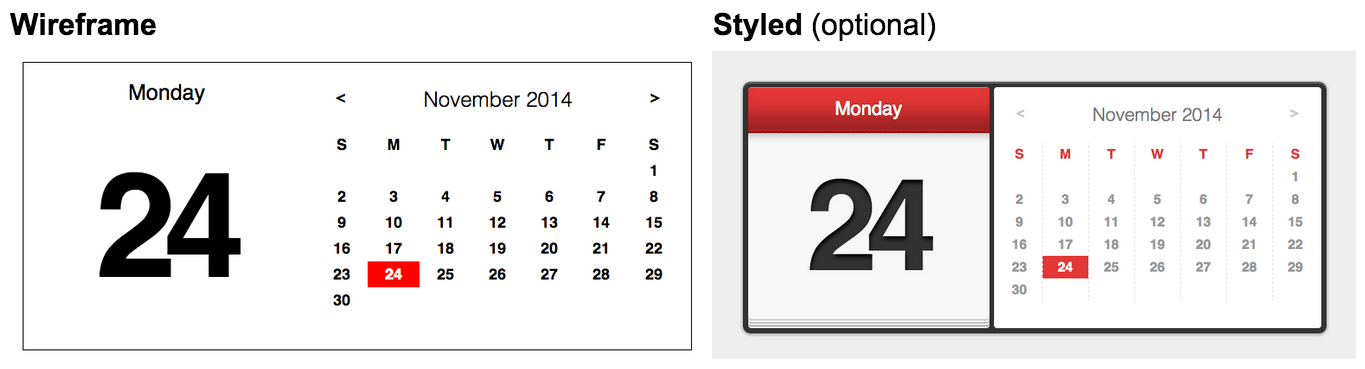 Wireframe
Monday
24
< November 2014 >
S M T W T F S
1
2 3 4 5 6 7 8
9 10 11 12 13 14 15
16 17 18 19 20 21 22
23 24 25 26 27 28 29
30
Styled (optional)
Monday
24
< November 2014 >
S M T W T F S
1
2 3 4 5 6 7 8
9 10 11 12 13 14 15
16 17 18 19 20 21 22
23 24 25 26 27 28 29
30